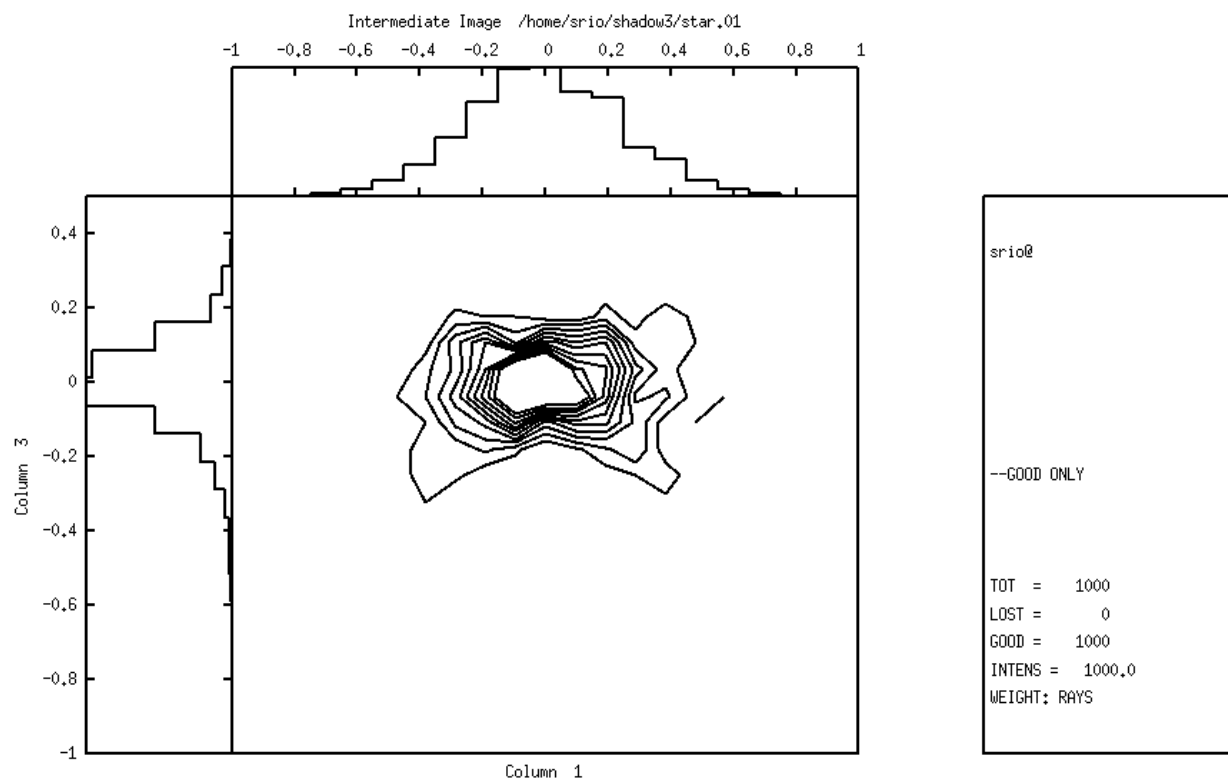 Intermediate Image /home/srio/shadow3/star.01
-1 -0.8 -0.6 -0.4 -0.2 0 0.2 0.4 0.6 0.8 1
0.4
0.2
0
-0.2
-0.4
-0.6
-0.8
-1
Column 3
Column 1
srio@
--GOOD ONLY
TOT = 1000
LOST = 0
GOOD = 1000
INTENS = 1000.0
WEIGHT: RAYS